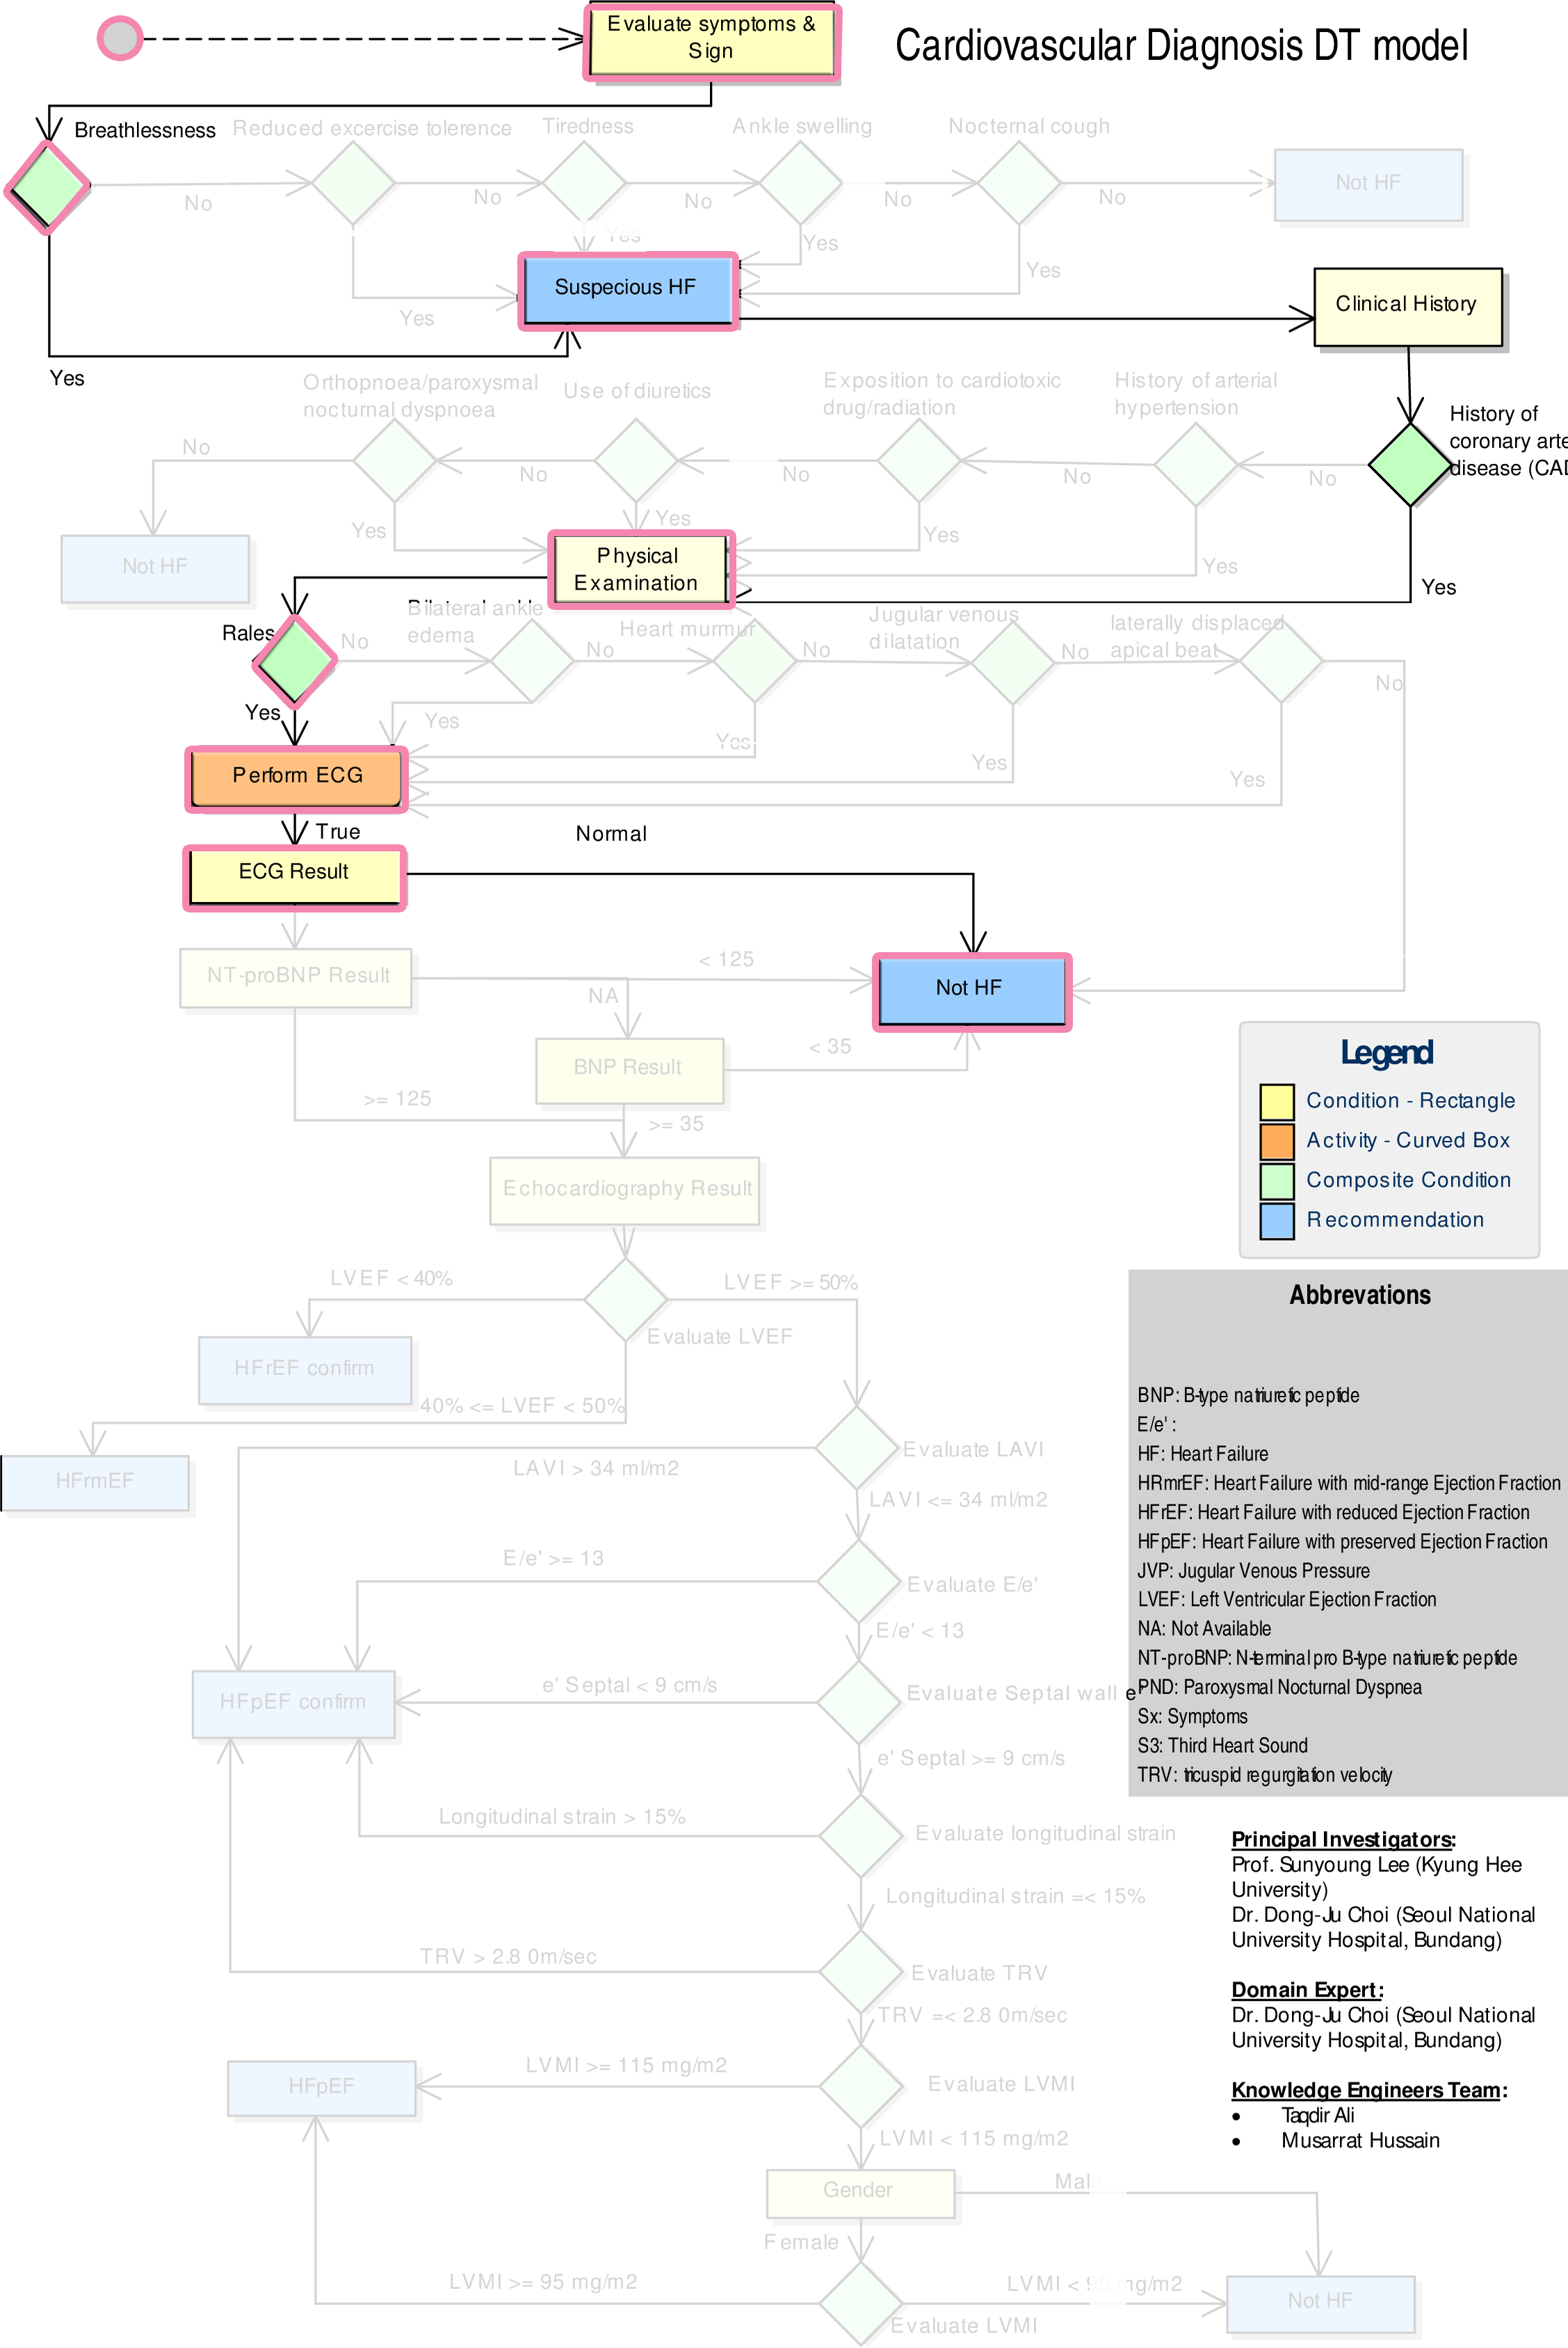 Evaluate symptoms &
Sign
Cardiovascular Diagnosis DT model
Breathlessness
Reduced excercise tolerence
Tiredness
Ankle swelling
Nocternal cough
No
No
No
No
No
Not HF
Yes
Yes
Yes
Yes
Suspecious HF
Clinical History
Yes
Orthopnoea/paroxysmal
nocturnal dyspnoea
Use of diuretics
Exposition to cardiotoxic
drug/radiation
History of arterial
hypertension
History of
coronary arte
disease (CAD
No
No
No
No
No
Yes
Yes
Yes
Yes
Yes
Not HF
Physical
Examination
Rales
Bilateral ankle
edema
Heart murmur
Jugular venous
dilatation
laterally displaced
apical beat
No
No
No
No
No
Yes
Yes
Yes
Yes
Yes
Perform ECG
True
Normal
ECG Result
NT-proBNP Result
< 125
NA
Not HF
BNP Result
< 35
>= 125
>= 35
Echocardiography Result
Legend
Condition - Rectangle
Activity - Curved Box
Composite Condition
Recommendation
LVEF < 40%
LVEF >= 50%
Evaluate LVEF
HFrEF confirm
40% <= LVEF < 50%
HFrmEF
Evaluate LAVI
LAVI > 34 ml/m2
LAVI <= 34 ml/m2
E/e' >= 13
Evaluate E/e'
E/e' < 13
HFpEF confirm
e' Septal < 9 cm/s
Evaluate Septal wall e'
e' Septal >= 9 cm/s
Longitudinal strain > 15%
Evaluate longitudinal strain
Longitudinal strain =< 15%
TRV > 2.8 0m/sec
Evaluate TRV
TRV =< 2.8 0m/sec
HFpEF
LVMI >= 115 mg/m2
Evaluate LVMI
LVMI < 115 mg/m2
Gender
Male
Female
LVMI >= 95 mg/m2
LVMI < 95 mg/m2
Evaluate LVMI
Not HF
Abbrevations
BNP: B-type natriuretic peptide
E/e' :
HF: Heart Failure
HRmrEF: Heart Failure with mid-range Ejection Fraction
HFrEF: Heart Failure with reduced Ejection Fraction
HFpEF: Heart Failure with preserved Ejection Fraction
JVP: Jugular Venous Pressure
LVEF: Left Ventricular Ejection Fraction
NA: Not Available
NT-proBNP: N-terminal pro B-type natriuretic peptide
PND: Paroxysmal Nocturnal Dyspnea
Sx: Symptoms
S3: Third Heart Sound
TRV: tricuspid regurgitation velocity
Principal Investigators:
Prof. Sunyoung Lee (Kyung Hee
University)
Dr. Dong-Ju Choi (Seoul National
University Hospital, Bundang)
Domain Expert:
Dr. Dong-Ju Choi (Seoul National
University Hospital, Bundang)
Knowledge Engineers Team:
• Taqdir Ali
• Musarrat Hussain